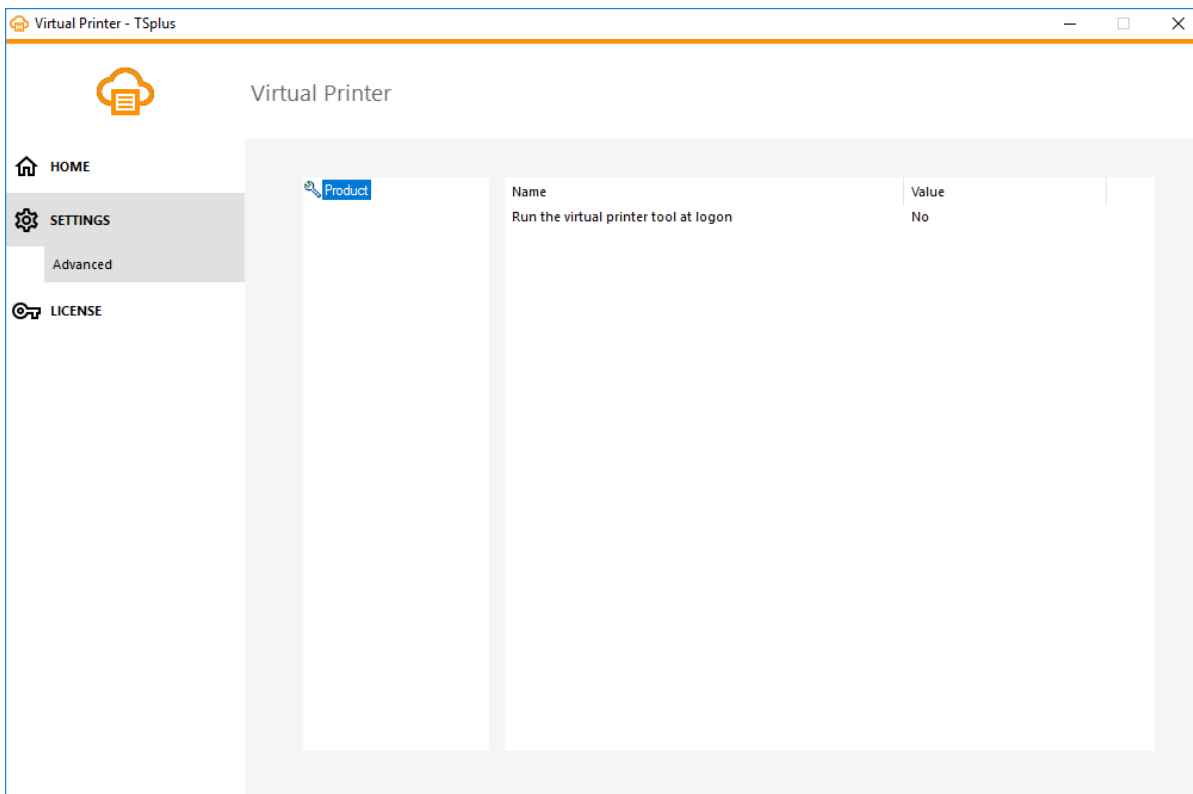 Virtual Printer - TSplus
Virtual Printer
HOME
SETTINGS
Advanced
LICENSE
Product
Name Value
Run the virtual printer tool at logon No